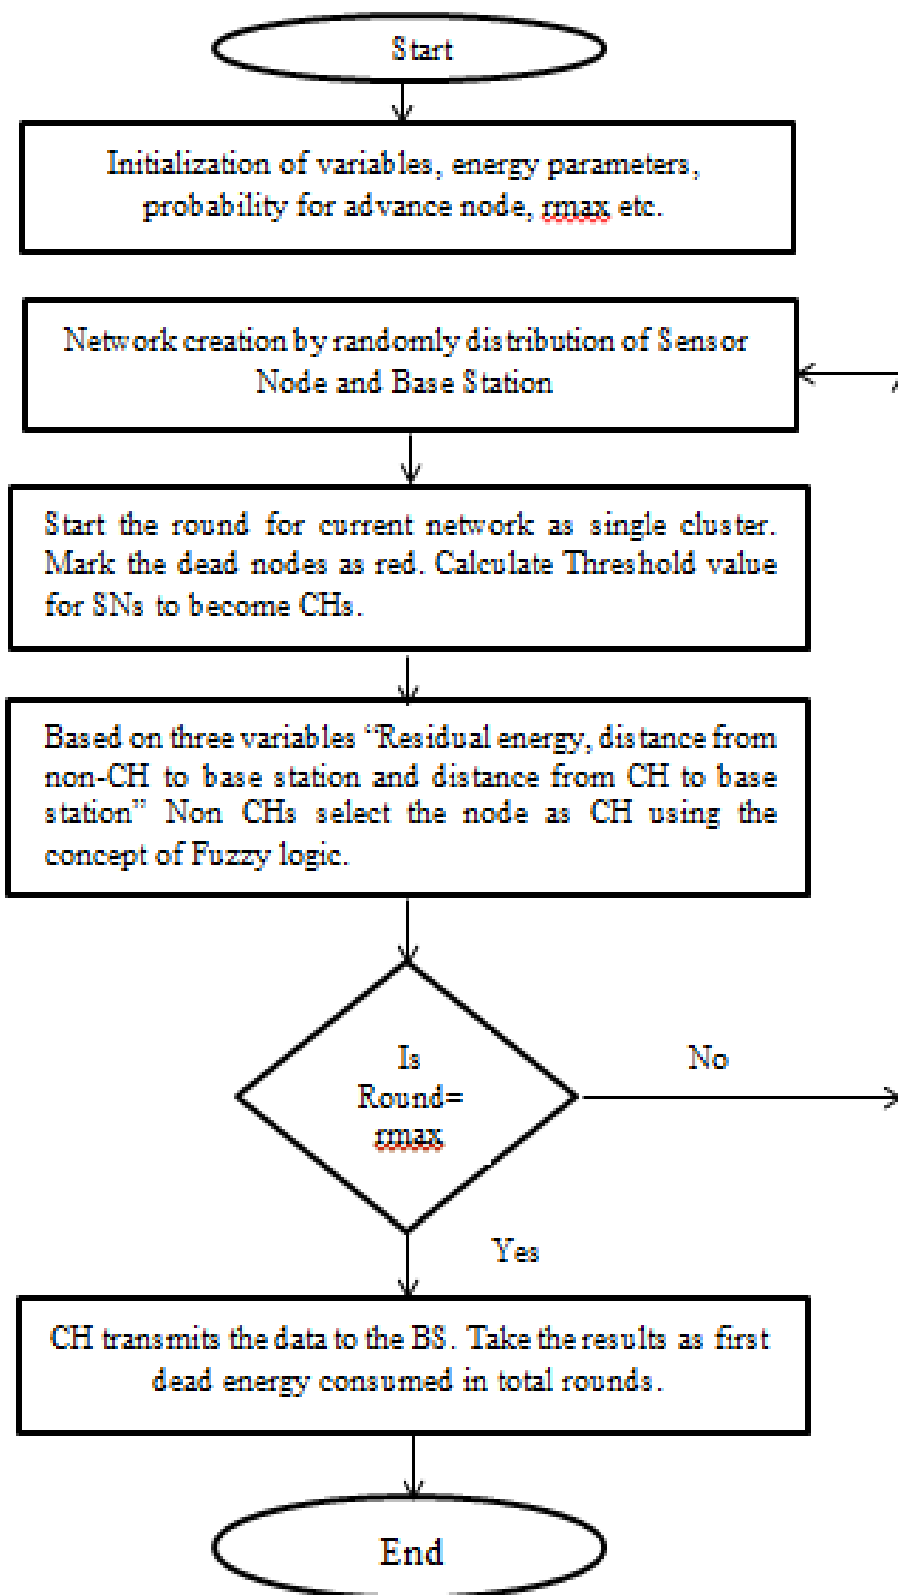 Start
Initialization of variables, energy parameters,
probability for advance node, rmax etc.
Network creation by randomly distribution of Sensor
Node and Base Station
Start the round for current network as single cluster.
Mark the dead nodes as red. Calculate Threshold value
for SNs to become CHs.
Based on three variables “Residual energy, distance from
non-CH to base station and distance from CH to base
station” Non CHs select the node as CH using the
concept of Fuzzy logic.
Is
Round=
rmax
No
Yes
CH transmits the data to the BS. Take the results as first
dead energy consumed in total rounds.
End